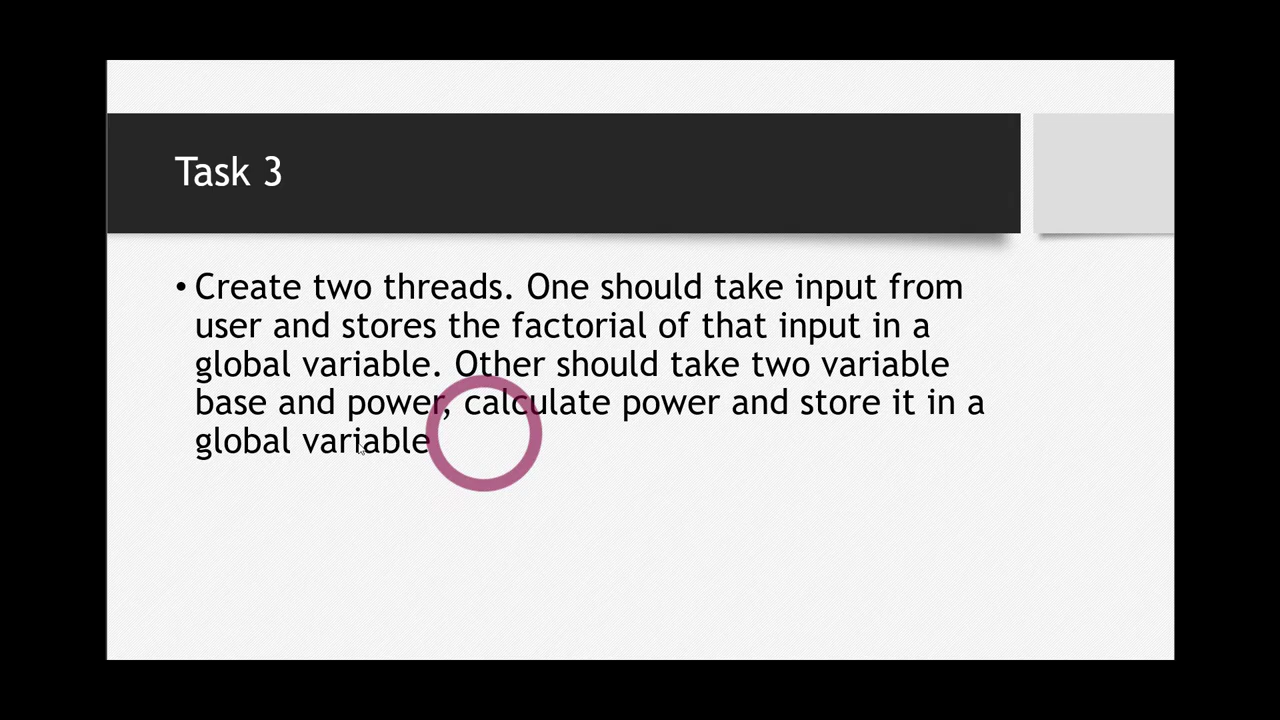 Task 3
• Create two threads. One should take input from
user and stores the factorial of that input in a
global variable. Other should take two variable
base and power, calculate power and store it in a
global variable